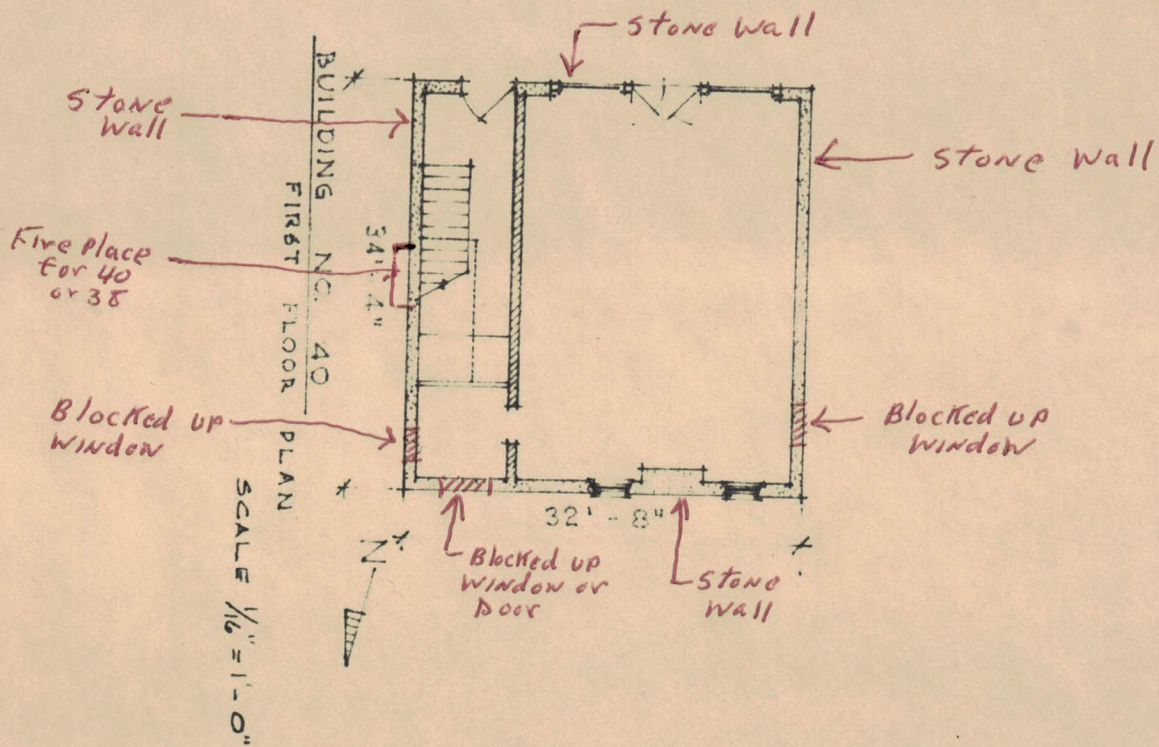 Stone Wall
Stone
Wall
Stone Wall
BUILDING NO. 40
FIRST FLOOR PLAN
SCALE 1/16" = 1'-0"
34'-4"
Fire Place
for 40
or 38
Blocked up
Window
Blocked up
Window
32' - 8"
N
Blocked up
Window or
Door
Stone
Wall